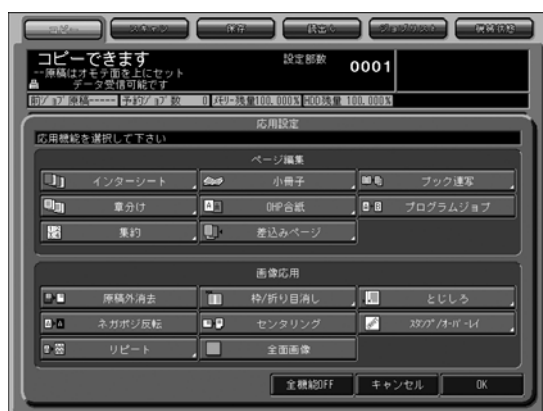 コピー スキャン 保存 読出し ジョブリスト 機械状態
コピーできます
--原稿はオモテ面を上にセット
データ受信可能です
設定部数 0001
前ｼﾞｮﾌﾞ原稿----- 予約ｼﾞｮﾌﾞ数 0 ﾒﾓﾘｰ残量100.000% HDD残量 100.000%
応用設定
応用機能を選択して下さい
ページ編集
インターシート 小冊子 ブック連写
章分け OHP合紙 プログラムジョブ
集約 差込みページ
画像応用
原稿外消去 枠/折り目消し とじしろ
ネガポジ反転 センタリング ｽﾀﾝﾌﾟ/ｵｰﾊﾞｰﾚｲ
リピート 全面画像
全機能OFF キャンセル OK